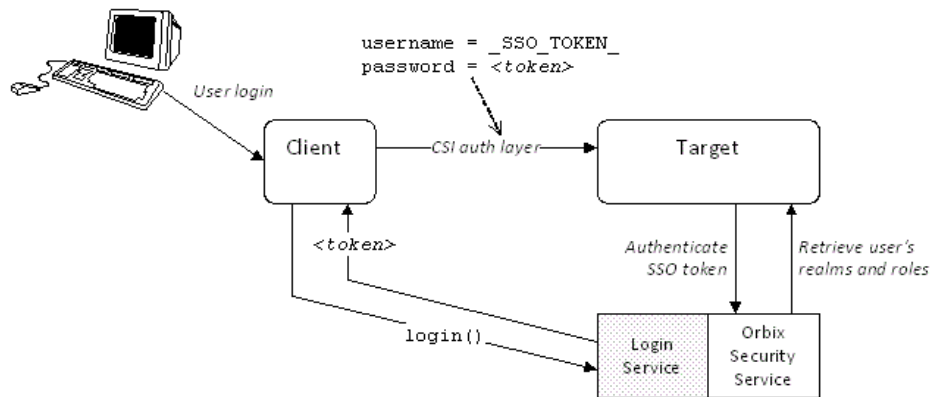 username = _SSO_TOKEN_
password = <token>
User login
Client
CSI auth layer
Target
<token>
Authenticate
SSO token
Retrieve user's
realms and roles
login()
Login
Service
Orbix
Security
Service